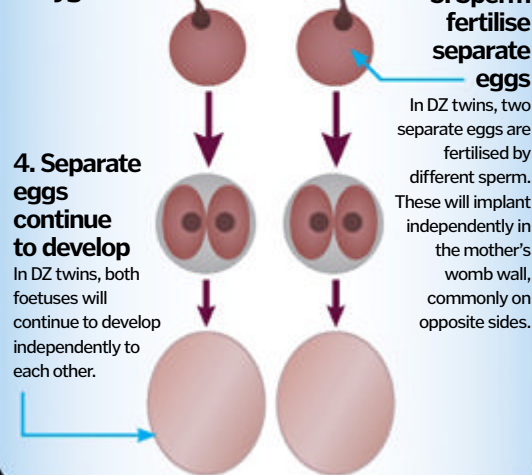 fertilise
separate
eggs
In DZ twins, two
separate eggs are
fertilised by
different sperm.
These will implant
independently in
the mother's
womb wall,
commonly on
opposite sides.
4. Separate
eggs
continue
to develop
In DZ twins, both
foetuses will
continue to develop
independently to
each other.